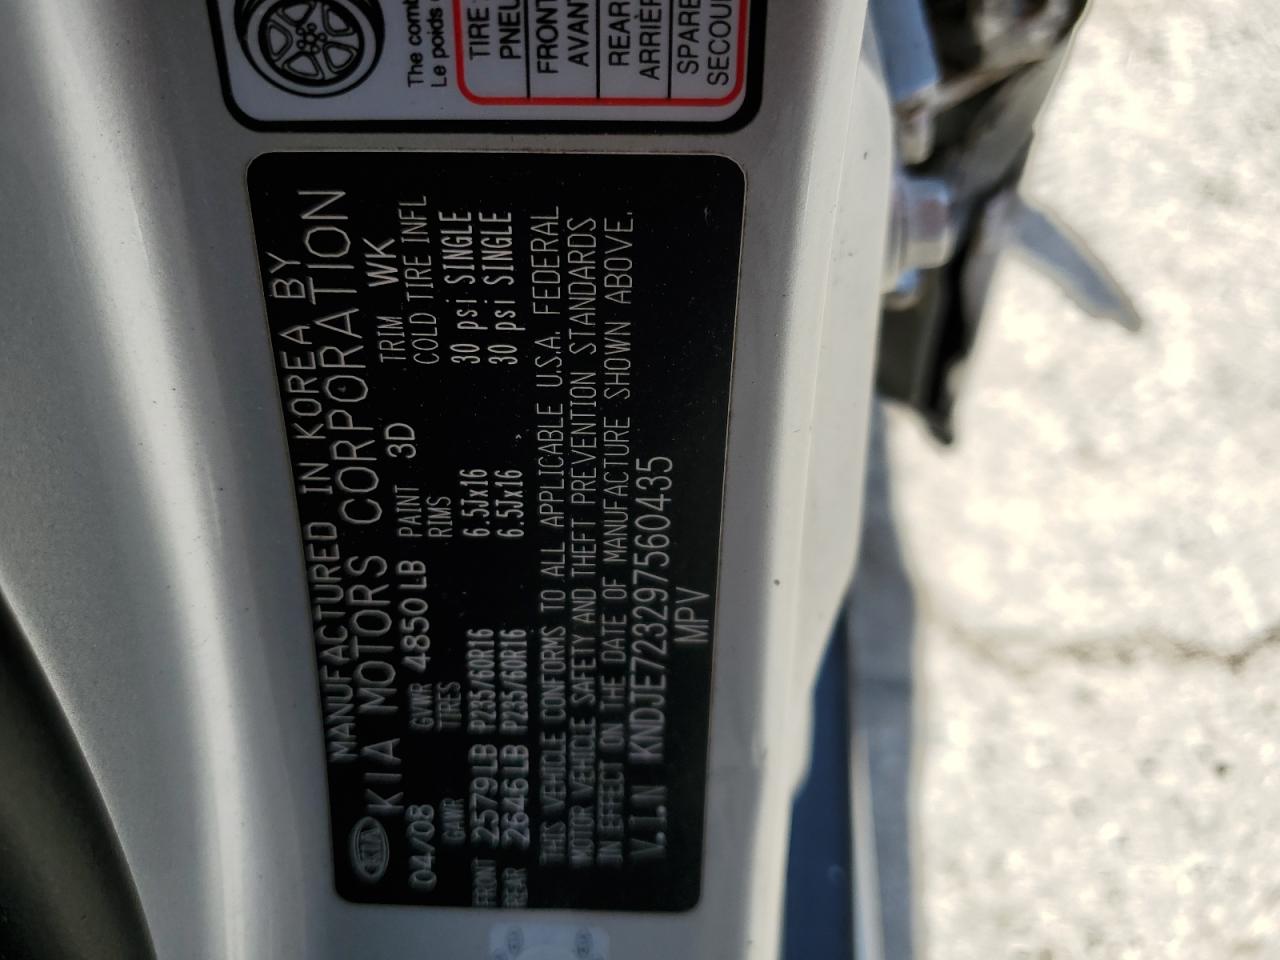 The comb
Le poids
TIRE
PNEU
FRONT
AVANT
REAR
ARRIÈR
SPARE
SECOUR
KIA
MANUFACTURED IN KOREA BY
KIA MOTORS CORPORATION
04/08 GVWR 4850LB PAINT 3D TRIM WK
GAWR TIRES RIMS COLD TIRE INFL
FRONT 2579LB P235/60R16 6.5Jx16 30 psi SINGLE
REAR 2646LB P235/60R16 6.5Jx16 30 psi SINGLE
THIS VEHICLE CONFORMS TO ALL APPLICABLE U.S.A. FEDERAL
MOTOR VEHICLE SAFETY AND THEFT PREVENTION STANDARDS
IN EFFECT ON THE DATE OF MANUFACTURE SHOWN ABOVE.
V.I.N KNDJE723297560435
MPV